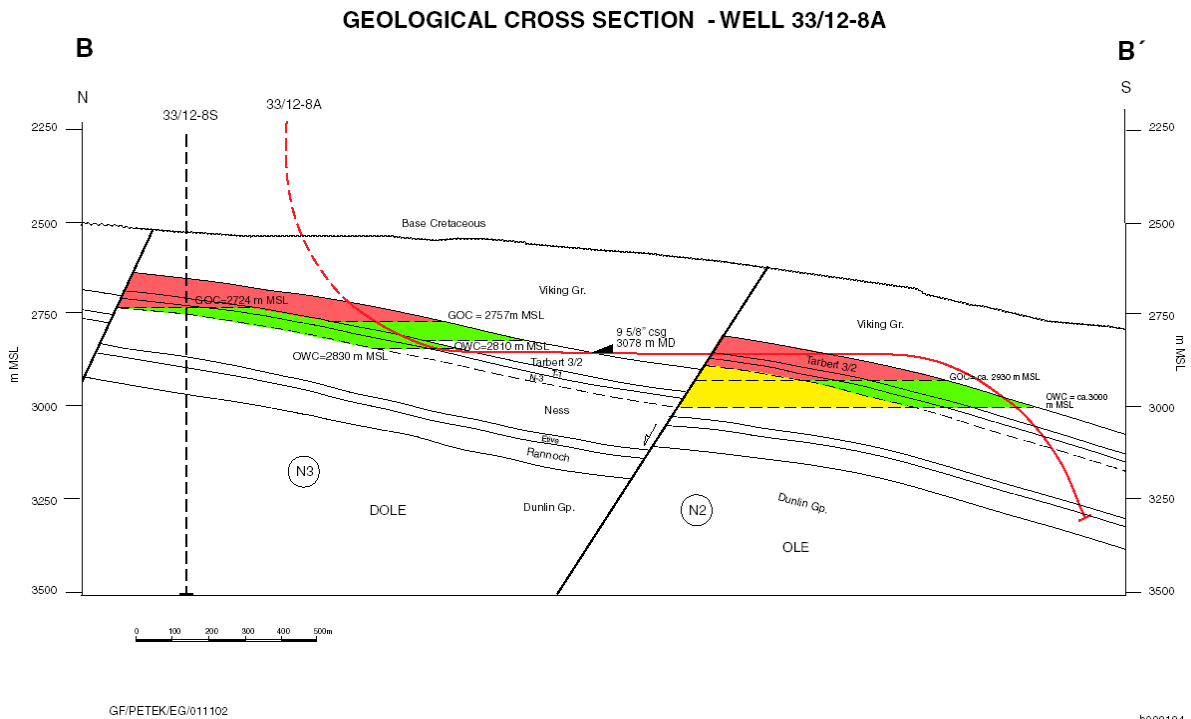 GEOLOGICAL CROSS SECTION - WELL 33/12-8A
B
B´
N
S
33/12-8S
33/12-8A
2250
2250
2500
2500
Base Cretaceous
Viking Gr.
GOC=2724 m MSL
2750
GOC = 2757m MSL
2750
Viking Gr.
9 5/8" csg
3078 m MD
OWC=2810 m MSL
OWC=2830 m MSL
Tarbert 3/2
Tarbert 3/2
T-1
N-3
GOC= ca. 2930 m MSL
m MSL
m MSL
OWC = ca.3000
m MSL
3000
3000
Ness
Etive
Rannoch
N3
3250
3250
DOLE
Dunlin Gp.
N2
Dunlin Gp.
OLE
3500
3500
0 100 200 300 400 500m
GF/PETEK/EG/011102